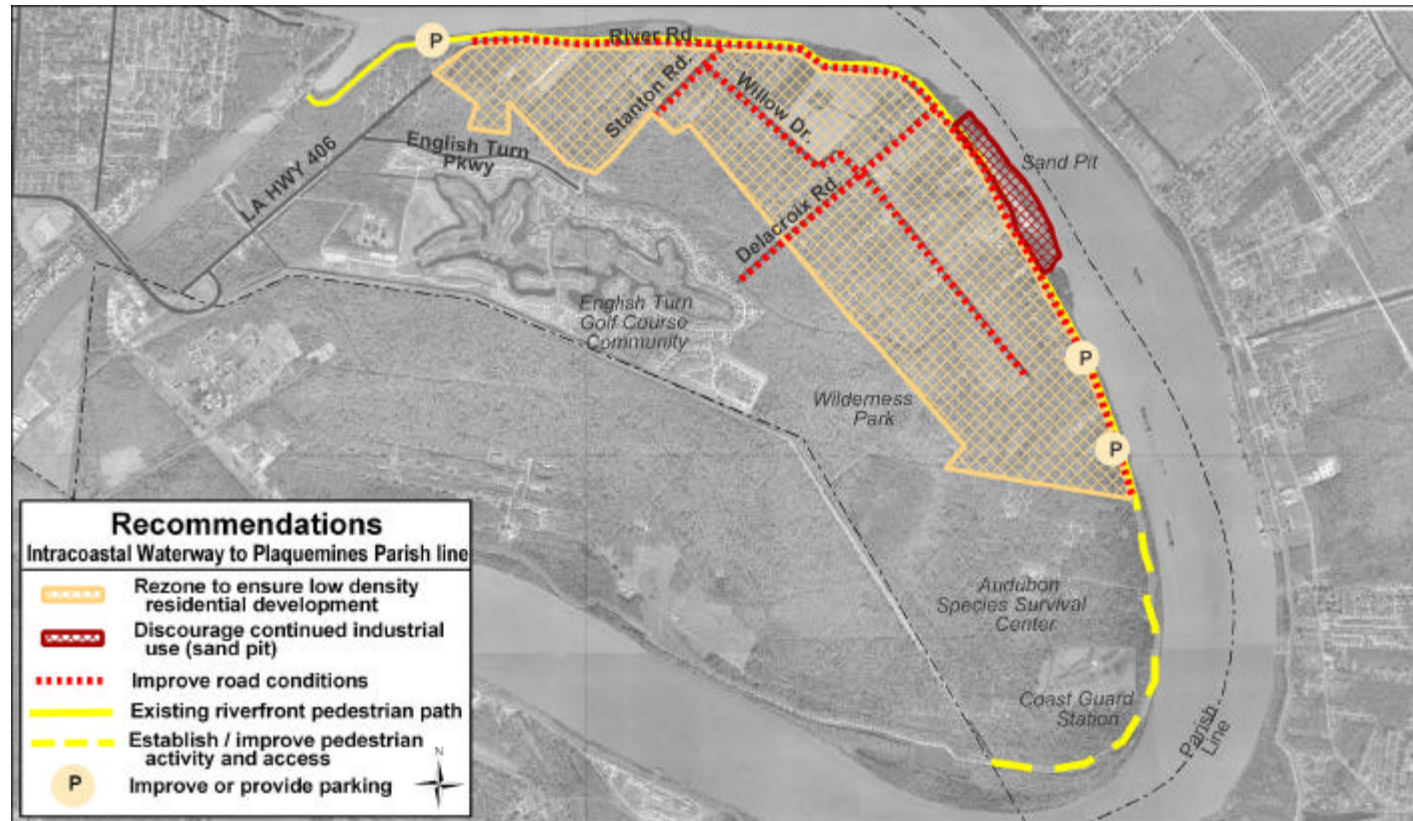 P
River Rd.
Stanton Rd.
Willow Dr.
LA HWY 406
English Turn
Pkwy
Sand Pit
Delacroix Rd.
English Turn
Golf Course
Community
P
Wilderness
Park
P
Audubon
Species Survival
Center
Coast Guard
Station
Parish
Line
Recommendations
Intracoastal Waterway to Plaquemines Parish line
Rezone to ensure low density
residential development
Discourage continued industrial
use (sand pit)
Improve road conditions
Existing riverfront pedestrian path
Establish / improve pedestrian
activity and access
N
P
Improve or provide parking